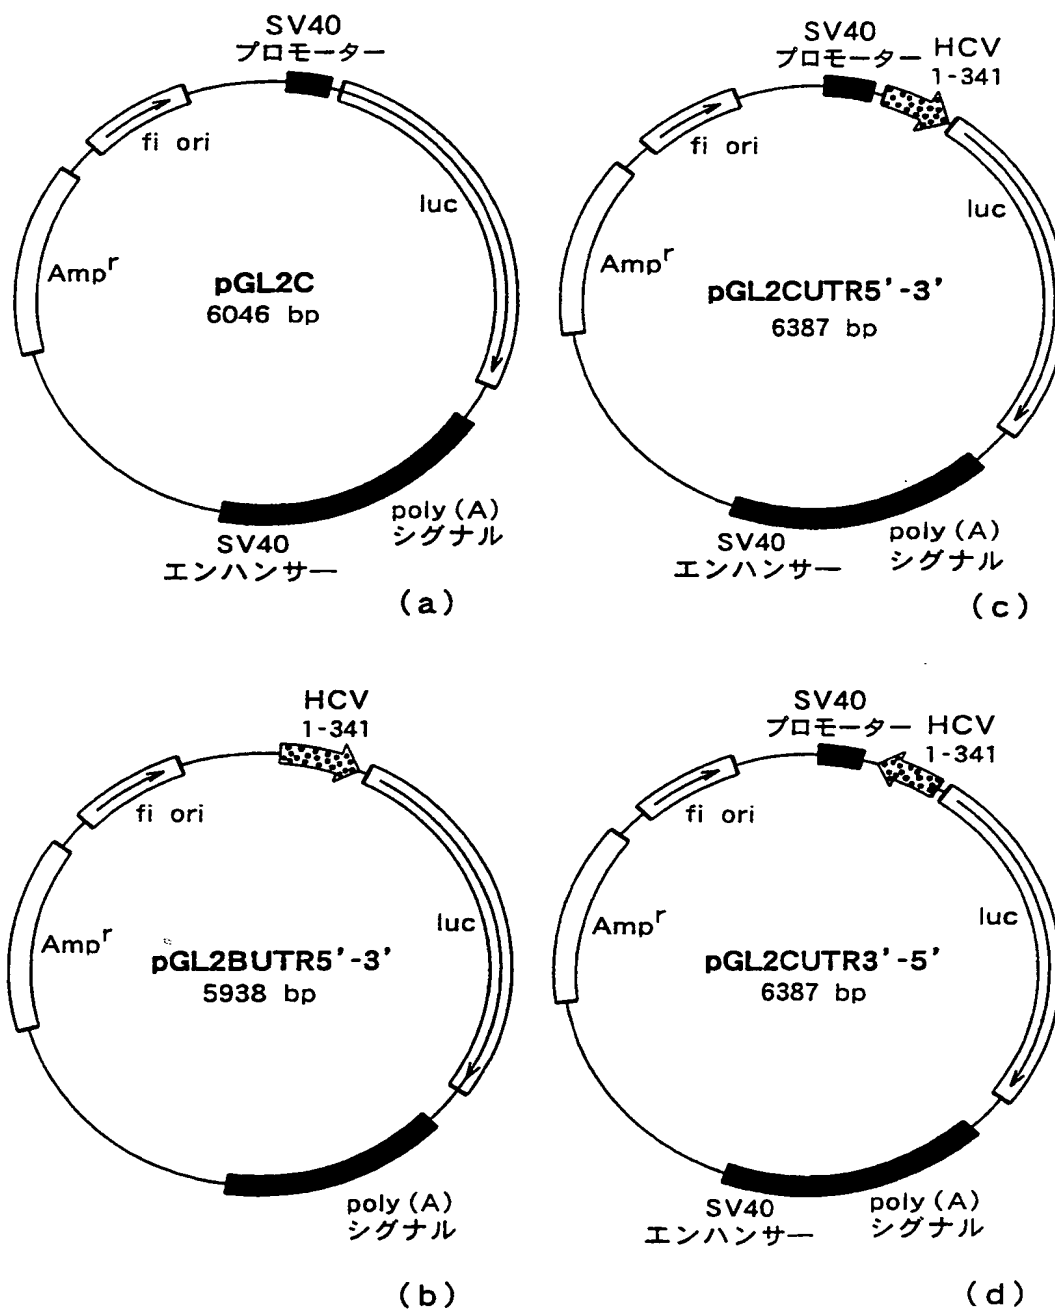 SV40
プロモーター
fi ori
luc
Ampʳ
pGL2C
6046 bp
poly (A)
シグナル
SV40
エンハンサー
(a)
SV40
プロモーター
HCV
1-341
fi ori
luc
Ampʳ
pGL2CUTR5'-3'
6387 bp
poly (A)
シグナル
SV40
エンハンサー
(c)
HCV
1-341
fi ori
luc
Ampʳ
pGL2BUTR5'-3'
5938 bp
poly (A)
シグナル
(b)
SV40
プロモーター
HCV
1-341
fi ori
luc
Ampʳ
pGL2CUTR3'-5'
6387 bp
poly (A)
シグナル
SV40
エンハンサー
(d)